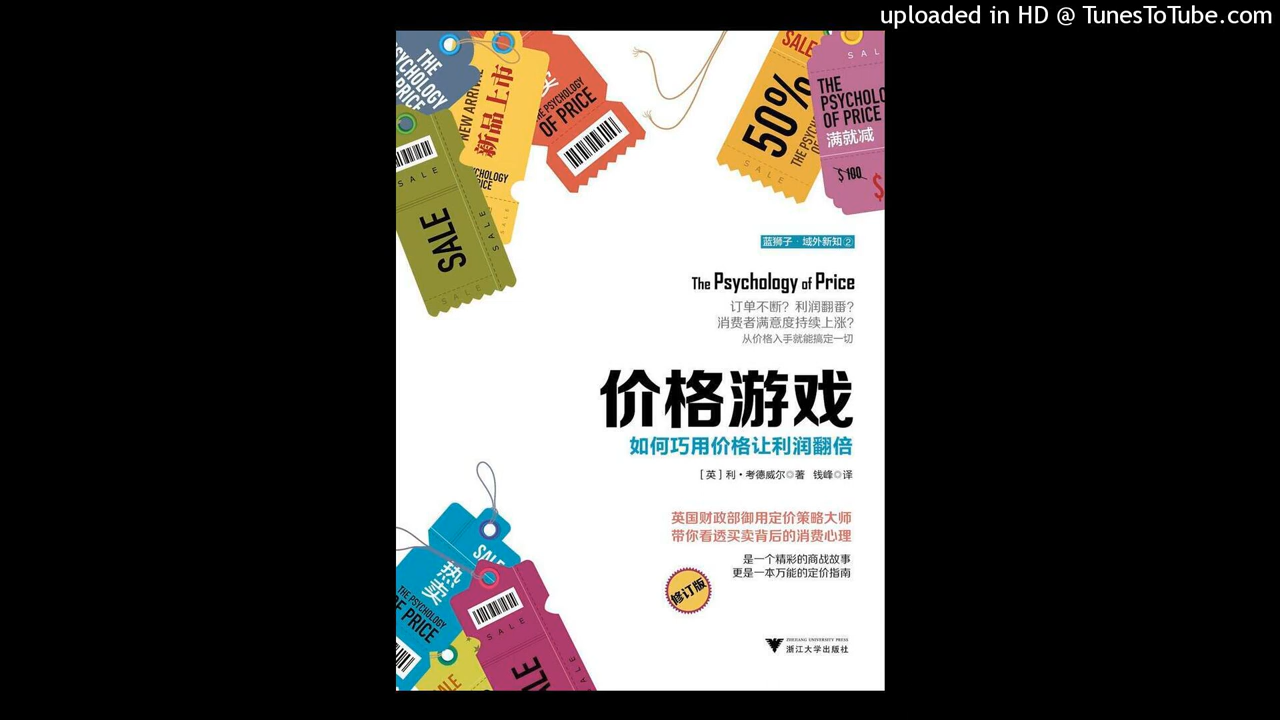 uploaded in HD @ TunesToTube.com
THE
PSYCHOLOGY
PRICE
NEW ARRIVAL
新品上市
THE PSYCHOLOGY
OF PRICE
SALE
SALE
SALE
SALE
SALE
50%
SALE
SALE
THE
PSYCHOLO
OF PRICE
满就减
$100
$
蓝狮子·域外新知②
The Psychology of Price
订单不断?利润翻番?
消费者满意度持续上涨?
从价格入手就能搞定一切
价格游戏
如何巧用价格让利润翻倍
[英]利·考德威尔◎著 钱峰◎译
英国财政部御用定价策略大师
带你看透买卖背后的消费心理
是一个精彩的商战故事
更是一本万能的定价指南
修订版
ZHEJIANG UNIVERSITY PRESS
浙江大学出版社
SAL
热卖
THE PSYCHOLOGY
OF PRICE
SALE
SALE
SALE